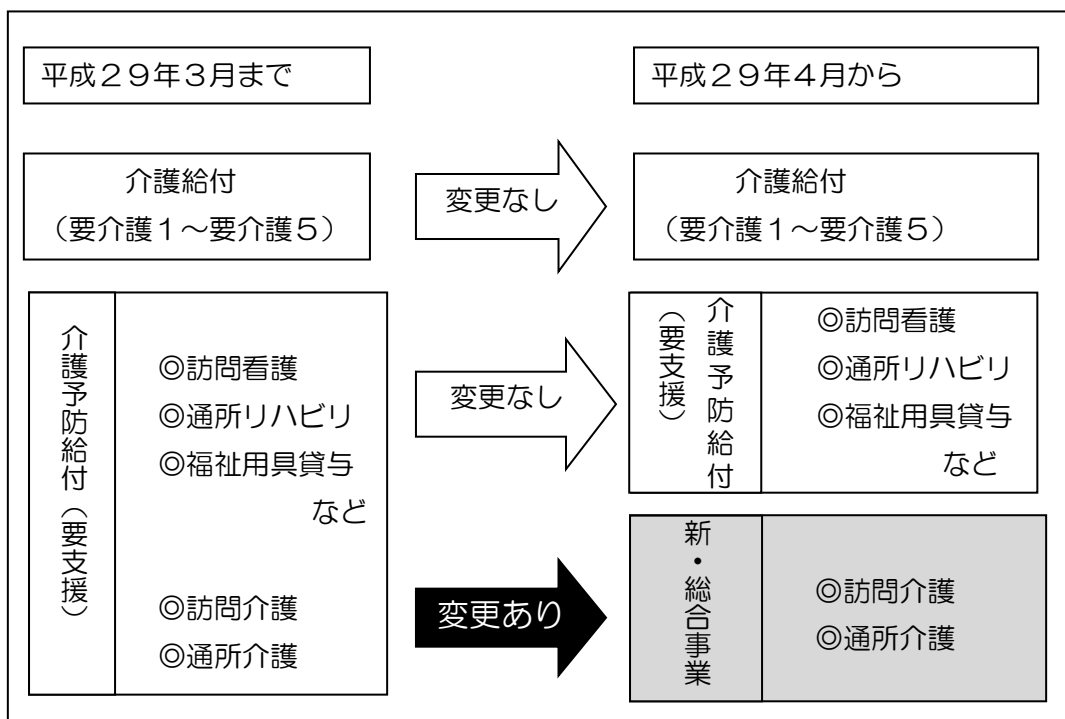 平成２９年３月まで
平成２９年４月から
介護給付
（要介護１～要介護５）
変更なし
介護給付
（要介護１～要介護５）
介護予防給付（要支援）
◎訪問看護
◎通所リハビリ
◎福祉用具貸与
など
◎訪問介護
◎通所介護
変更なし
介護予防給付
（要支援）
◎訪問看護
◎通所リハビリ
◎福祉用具貸与
など
変更あり
新・総合事業
◎訪問介護
◎通所介護